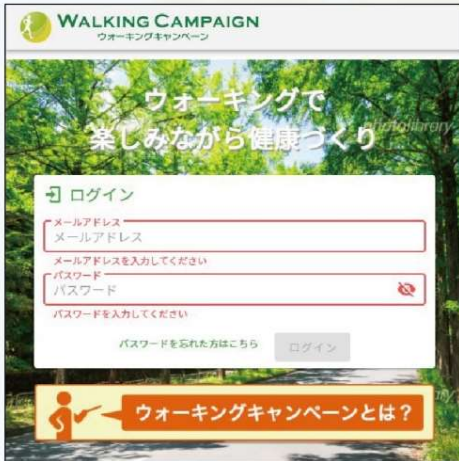 WALKING CAMPAIGN
ウォーキングキャンペーン
ウォーキングで
楽しみながら健康づくり
photolibrary
ログイン
メールアドレス
メールアドレス
メールアドレスを入力してください
パスワード
パスワード
パスワードを入力してください
パスワードを忘れた方はこちら
ログイン
ウォーキングキャンペーンとは？